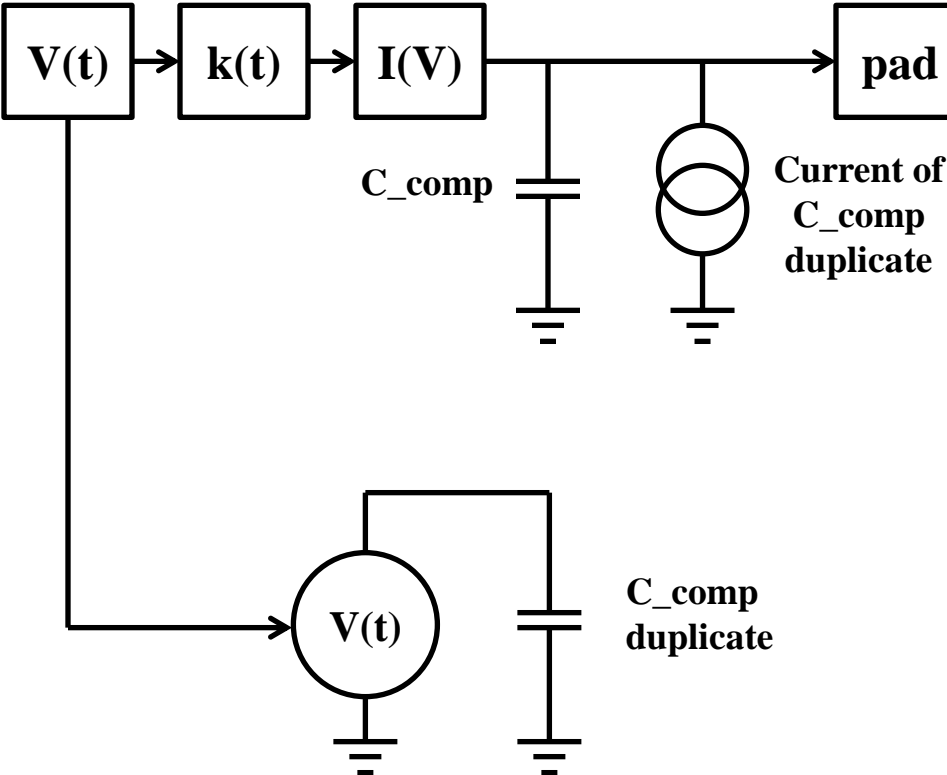 V(t)
k(t)
I(V)
pad
C_comp
Current of
C_comp
duplicate
V(t)
C_comp
duplicate